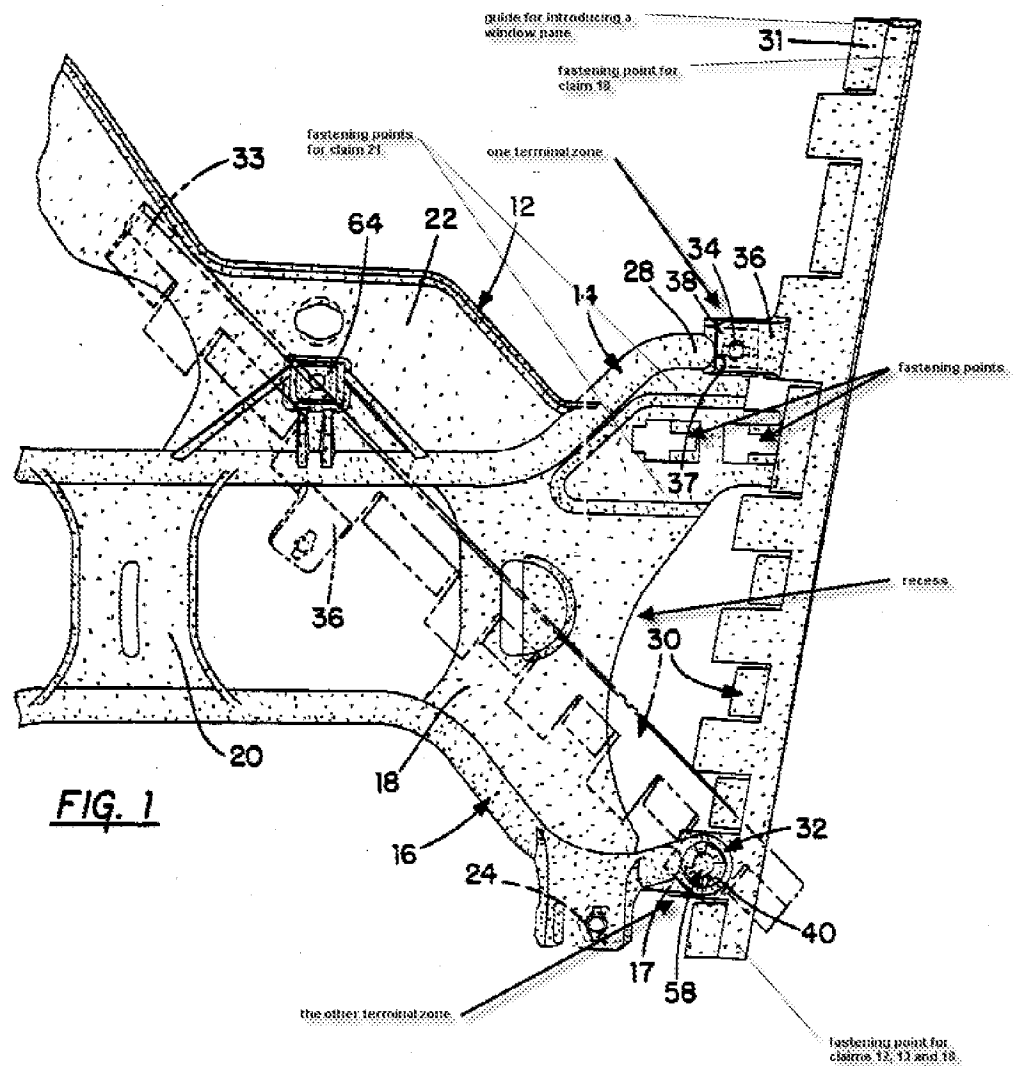 guide for introducing a
window pane
31
fastening point for
claim 18
fastening points
for claim 21
one terminal zone
33
64
22
12
34
36
28
38
14
fastening points
37
36
recess
30
20
18
FIG. 1
16
32
24
40
17
58
the other terminal zone
fastening point for
claims 12, 13 and 18